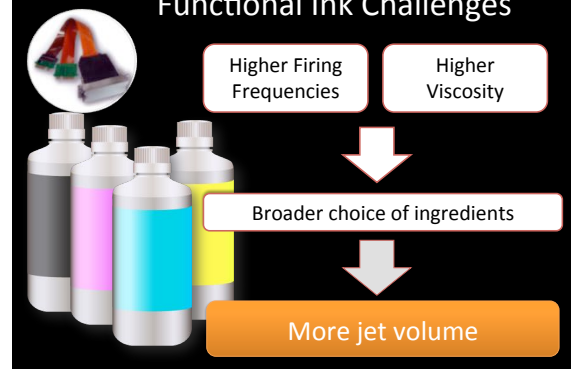 Functional Ink Challenges
Higher Firing
Frequencies
Higher
Viscosity
Broader choice of ingredients
More jet volume